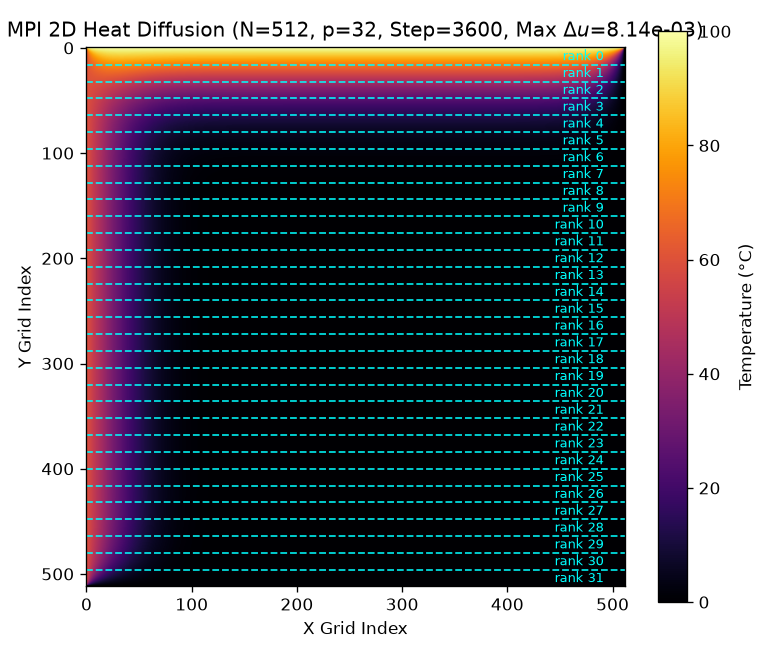 MPI 2D Heat Diffusion (N=512, p=32, Step=3600, Max Δu=8.14e-03)
0
100
200
300
400
500
Y Grid Index
rank 0
rank 1
rank 2
rank 3
rank 4
rank 5
rank 6
rank 7
rank 8
rank 9
rank 10
rank 11
rank 12
rank 13
rank 14
rank 15
rank 16
rank 17
rank 18
rank 19
rank 20
rank 21
rank 22
rank 23
rank 24
rank 25
rank 26
rank 27
rank 28
rank 29
rank 30
rank 31
0 100 200 300 400 500
X Grid Index
100
80
60
40
20
0
Temperature (°C)